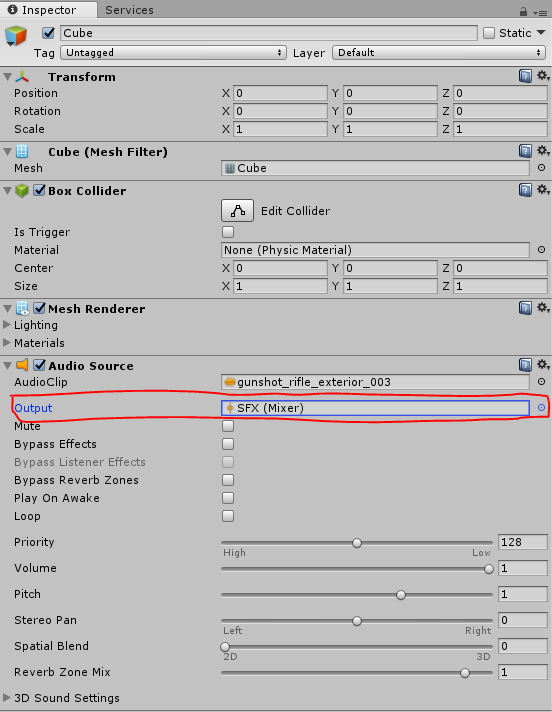 Inspector Services
Cube Static
Tag Untagged Layer Default
Transform
Position X 0 Y 0 Z 0
Rotation X 0 Y 0 Z 0
Scale X 1 Y 1 Z 1
Cube (Mesh Filter)
Mesh Cube
Box Collider
Edit Collider
Is Trigger
Material None (Physic Material)
Center X 0 Y 0 Z 0
Size X 1 Y 1 Z 1
Mesh Renderer
Lighting
Materials
Audio Source
AudioClip gunshot_rifle_exterior_003
Output SFX (Mixer)
Mute
Bypass Effects
Bypass Listener Effects
Bypass Reverb Zones
Play On Awake
Loop
Priority 128
High Low
Volume 1
Pitch 1
Stereo Pan 0
Left Right
Spatial Blend 0
2D 3D
Reverb Zone Mix 1
3D Sound Settings